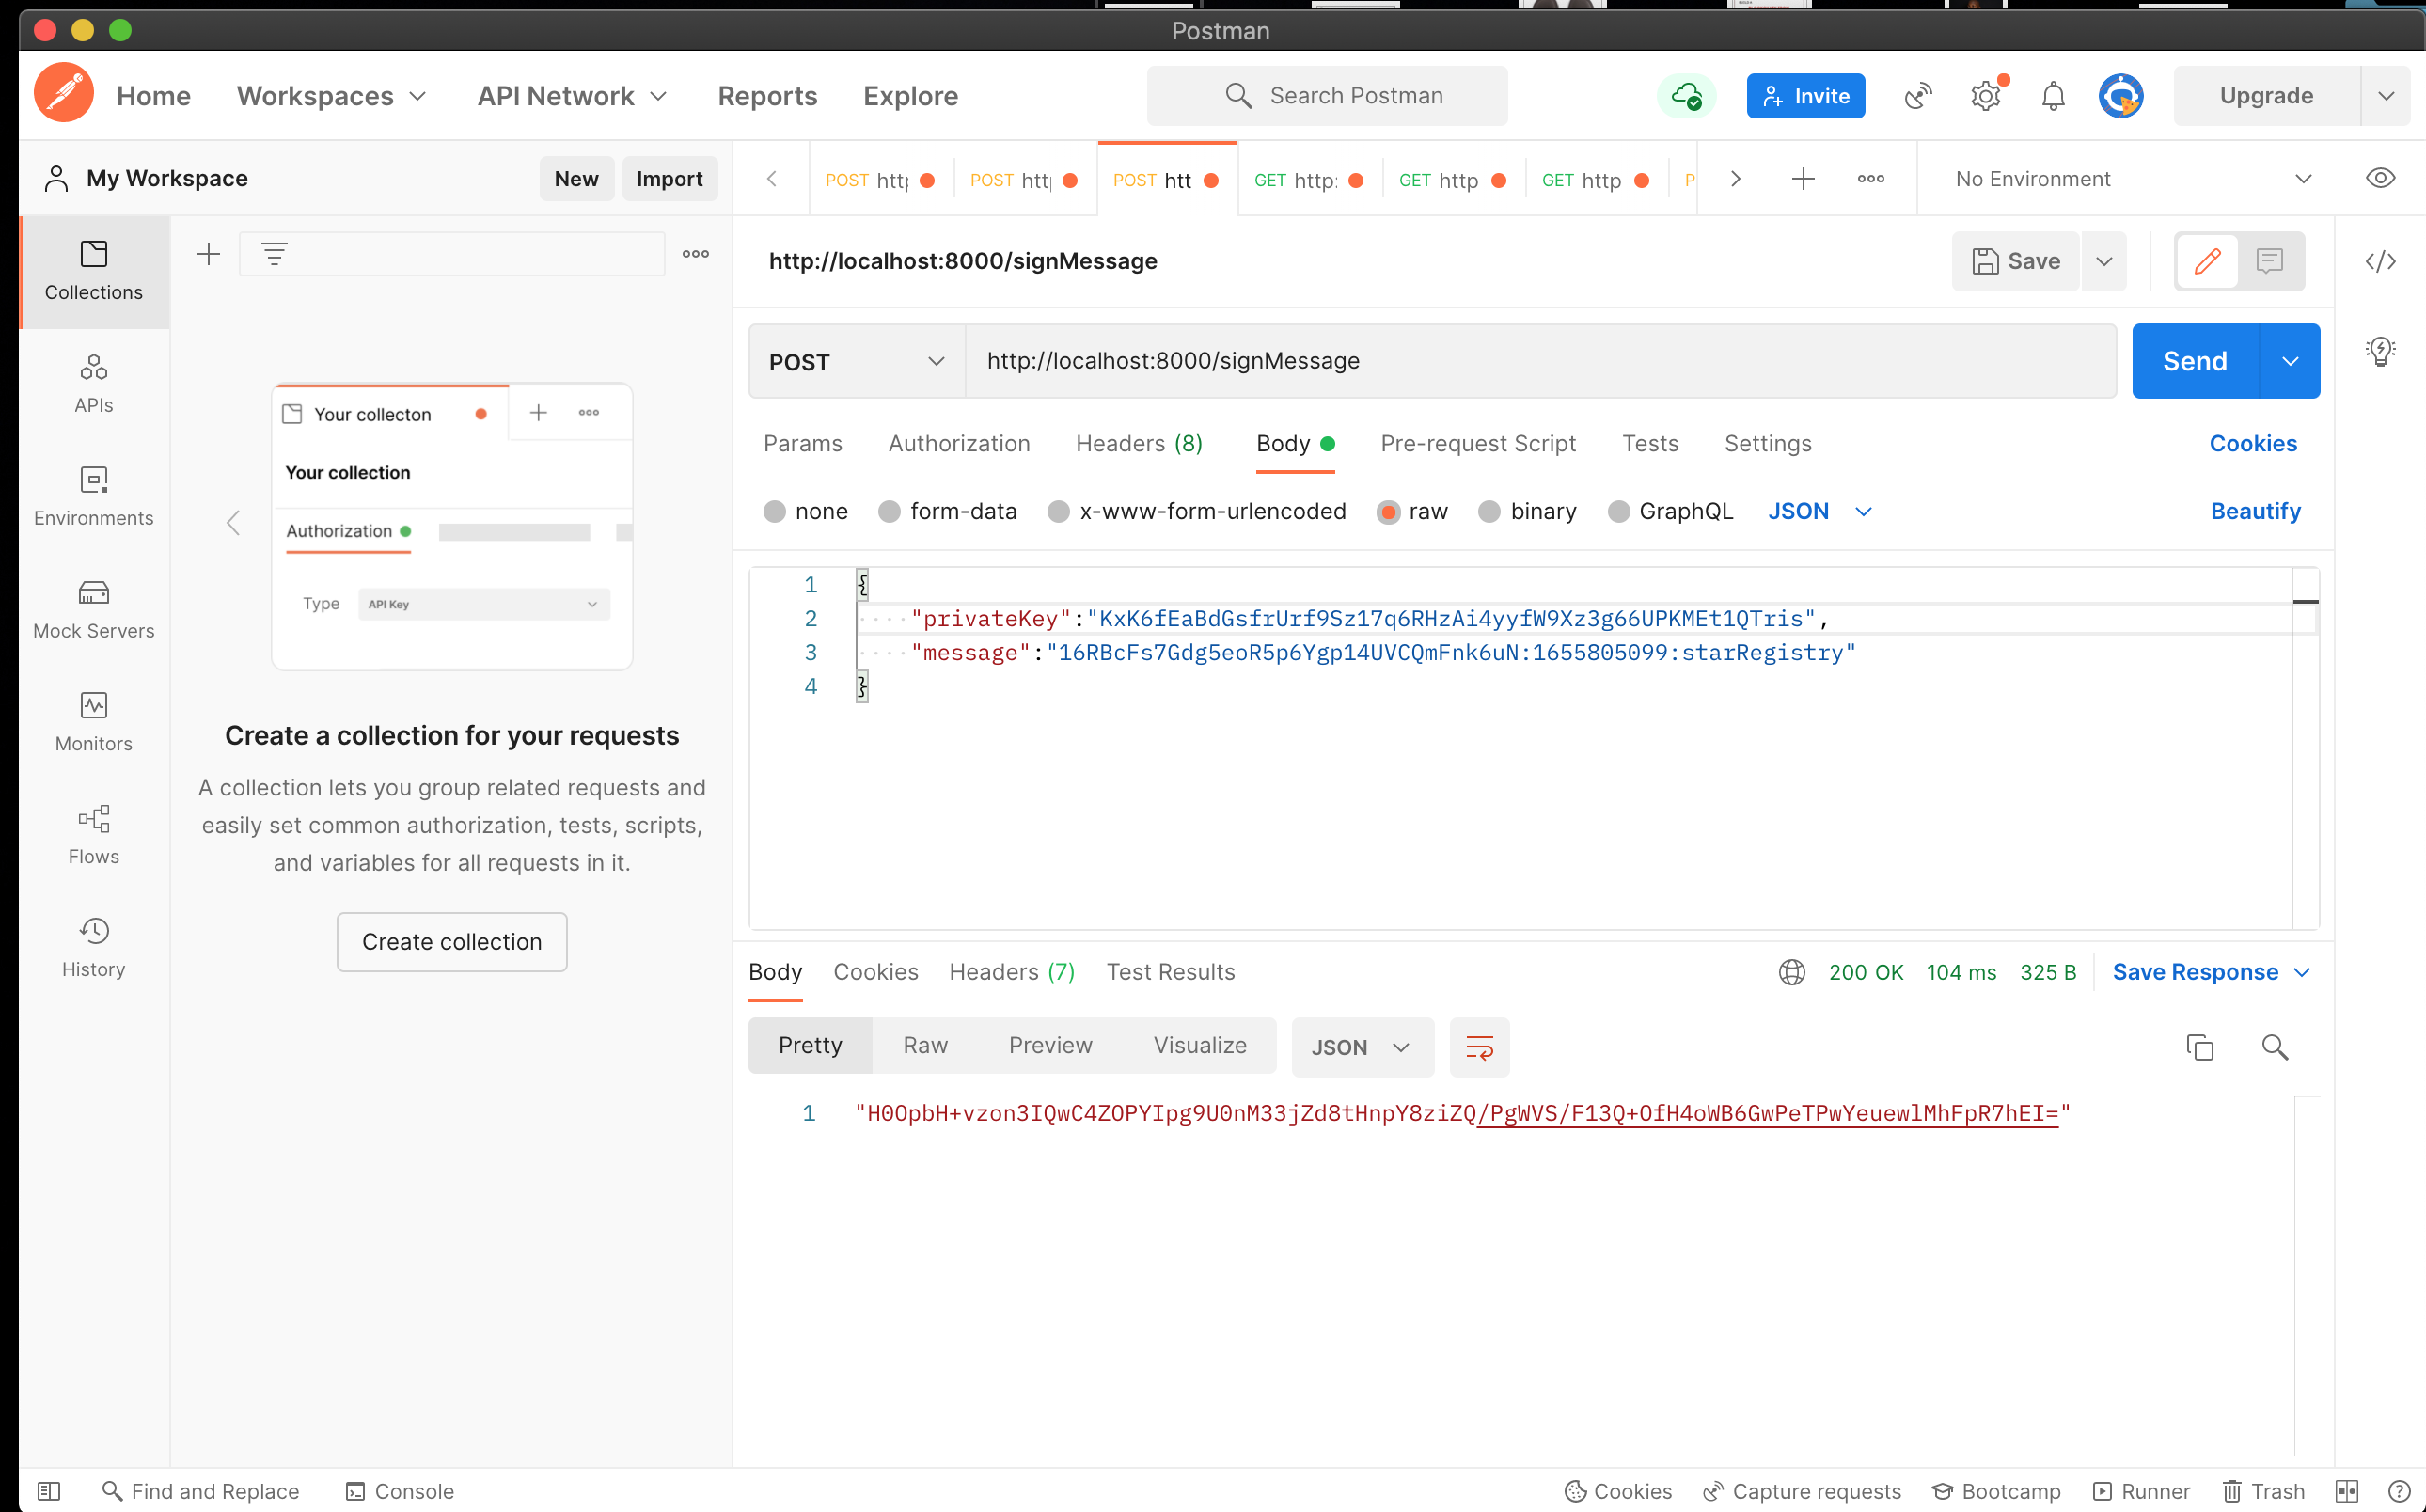 Postman
Home Workspaces API Network Reports Explore Search Postman Invite Upgrade
My Workspace New Import POST http POST htt POST htt GET http: GET http GET http P No Environment
Collections
APIs
Environments
Mock Servers
Monitors
Flows
History
Your collecton
Your collection
Authorization
Type API Key
Create a collection for your requests
A collection lets you group related requests and
easily set common authorization, tests, scripts,
and variables for all requests in it.
Create collection
http://localhost:8000/signMessage Save
POST http://localhost:8000/signMessage Send
Params Authorization Headers (8) Body Pre-request Script Tests Settings Cookies
none form-data x-www-form-urlencoded raw binary GraphQL JSON Beautify
1 {
2 "privateKey":"KxK6fEaBdGsfrUrf9Sz17q6RHzAi4yyfW9Xz3g66UPKMEt1QTris",
3 "message":"16RBcFs7Gdg5eoR5p6Ygp14UVCQmFnk6uN:1655805099:starRegistry"
4 }
Body Cookies Headers (7) Test Results 200 OK 104 ms 325 B Save Response
Pretty Raw Preview Visualize JSON
1 "H0OpbH+vzon3IQwC4ZOPYIpg9U0nM33jZd8tHnpY8ziZQ/PgWVS/F13Q+OfH4oWB6GwPeTPwYeuewlMhFpR7hEI="
Find and Replace Console Cookies Capture requests Bootcamp Runner Trash